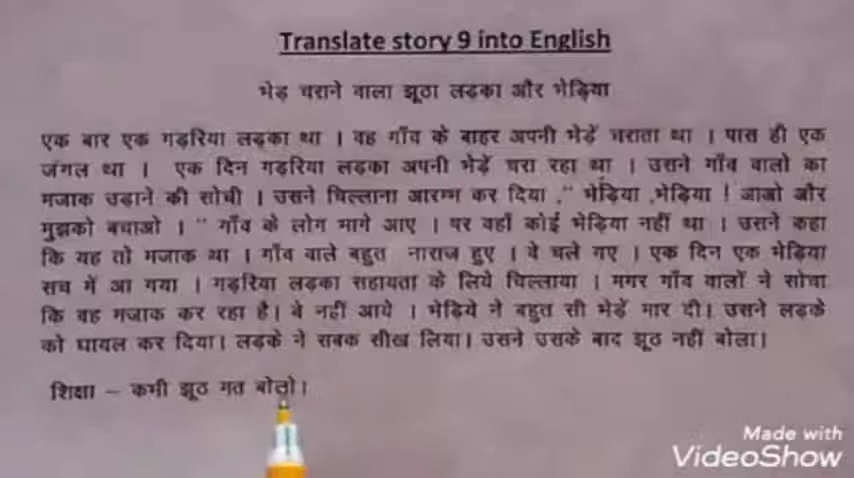 Translate story 9 into English
भेड़ चराने वाला झूठा लड़का और भेड़िया
एक बार एक गड़रिया लड़का था । वह गाँव के बाहर अपनी भेड़ें चराता था । पास ही एक
जंगल था । एक दिन गड़रिया लड़का अपनी भेड़ें चरा रहा था । उसने गाँव वालो का
मजाक उड़ाने की सोची । उसने चिल्लाना आरम्भ कर दिया ," भेड़िया ,भेड़िया ! जाओ और
मुझको बचाओ । " गाँव के लोग भागे आए । पर वहाँ कोई भेड़िया नहीं था । उसने कहा
कि यह तो मजाक था । गाँव वाले बहुत नाराज हुए । वे चले गए । एक दिन एक भेड़िया
सच में आ गया । गड़रिया लड़का सहायता के लिये चिल्लाया । मगर गाँव वालों ने सोचा
कि वह मजाक कर रहा है। वे नहीं आये । भेड़िये ने बहुत सी भेड़ें मार दी। उसने लड़के
को घायल कर दिया। लड़के ने सबक सीख लिया। उसने उसके बाद झूठ नहीं बोला।
शिक्षा – कभी झूठ मत बोलो।
Made with
VideoShow